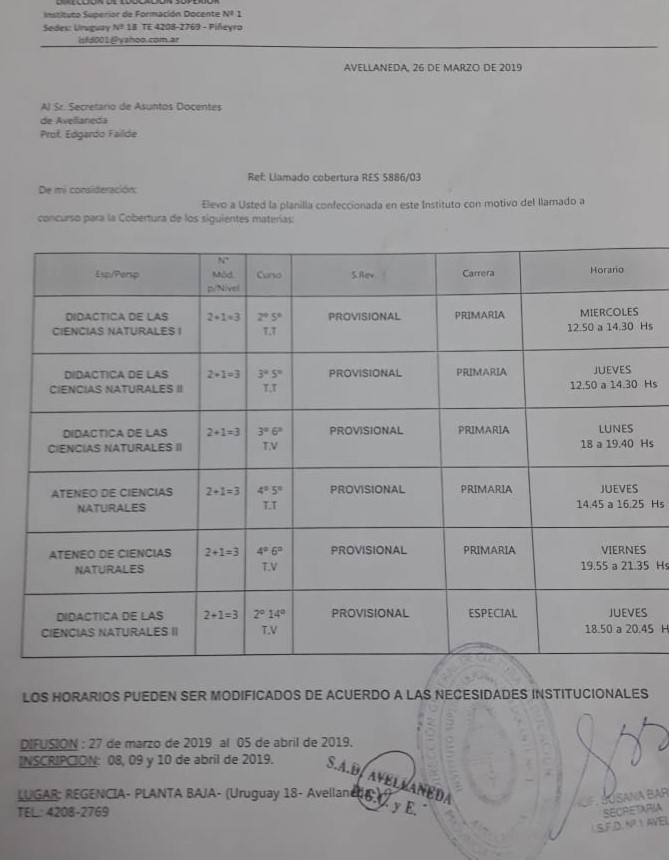 DIRECCION DE EDUCACION SUPERIOR
Instituto Superior de Formación Docente Nº 1
Sedes: Uruguay Nº 18 TE 4208-2769 - Piñeyro
isfd001@yahoo.com.ar
AVELLANEDA, 26 DE MARZO DE 2019
Al Sr. Secretario de Asuntos Docentes
de Avellaneda
Prof. Edgardo Failde
Ref: Llamado cobertura RES 5886/03
De mi consideración:
Elevo a Usted la planilla confeccionada en este Instituto con motivo del llamado a
concurso para la Cobertura de los siguientes materias:
Esp/Persp N° Mód. p/Nivel Curso S.Rev. Carrera Horario
DIDACTICA DE LAS CIENCIAS NATURALES I 2+1=3 2º 5º T.T PROVISIONAL PRIMARIA MIERCOLES 12.50 a 14.30 Hs
DIDACTICA DE LAS CIENCIAS NATURALES II 2+1=3 3º 5º T.T PROVISIONAL PRIMARIA JUEVES 12.50 a 14.30 Hs
DIDACTICA DE LAS CIENCIAS NATURALES II 2+1=3 3º 6º T.V PROVISIONAL PRIMARIA LUNES 18 a 19.40 Hs
ATENEO DE CIENCIAS NATURALES 2+1=3 4º 5º T.T PROVISIONAL PRIMARIA JUEVES 14.45 a 16.25 Hs
ATENEO DE CIENCIAS NATURALES 2+1=3 4º 6º T.V PROVISIONAL PRIMARIA VIERNES 19.55 a 21.35 Hs
DIDACTICA DE LAS CIENCIAS NATURALES II 2+1=3 2º 14º T.V PROVISIONAL ESPECIAL JUEVES 18.50 a 20.45 H
LOS HORARIOS PUEDEN SER MODIFICADOS DE ACUERDO A LAS NECESIDADES INSTITUCIONALES
DIFUSION : 27 de marzo de 2019 al 05 de abril de 2019.
INSCRIPCION: 08, 09 y 10 de abril de 2019.
S.A.D. AVELLANEDA
LUGAR: REGENCIA- PLANTA BAJA- (Uruguay 18- Avellaneda)
TEL.: 4208-2769
y E.
SUSANA BAR
SECRETARIA
I.S.F.D. Nº 1 AVEL